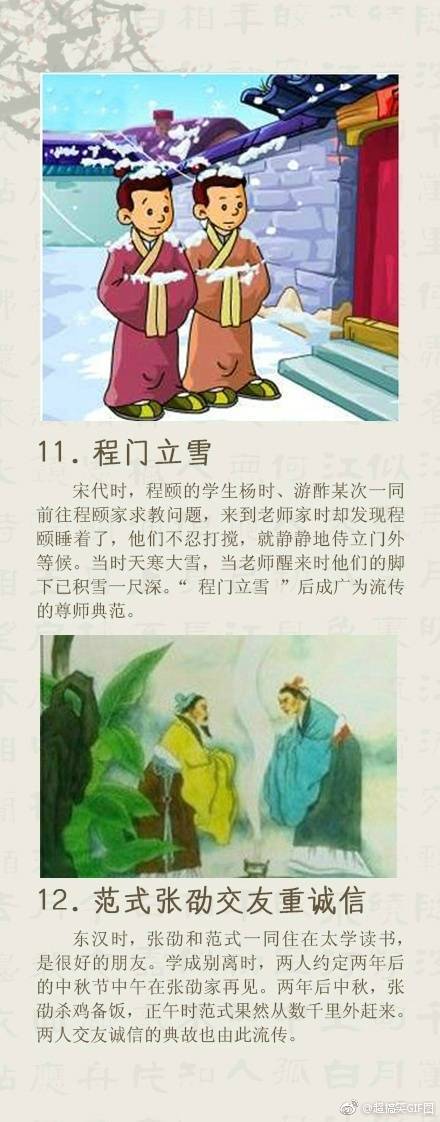 11. 程门立雪
宋代时，程颐的学生杨时、游酢某次一同
前往程颐家求教问题，来到老师家时却发现程
颐睡着了，他们不忍打搅，就静静地侍立门外
等候。当时天寒大雪，当老师醒来时他们的脚
下已积雪一尺深。“ 程门立雪 ”后成广为流传
的尊师典范。
12. 范式张劭交友重诚信
东汉时，张劭和范式一同住在太学读书，
是很好的朋友。学成别离时，两人约定两年后
的中秋节中午在张劭家再见。两年后中秋，张
劭杀鸡备饭，正午时范式果然从数千里外赶来。
两人交友诚信的典故也由此流传。
@超搞笑GIF图